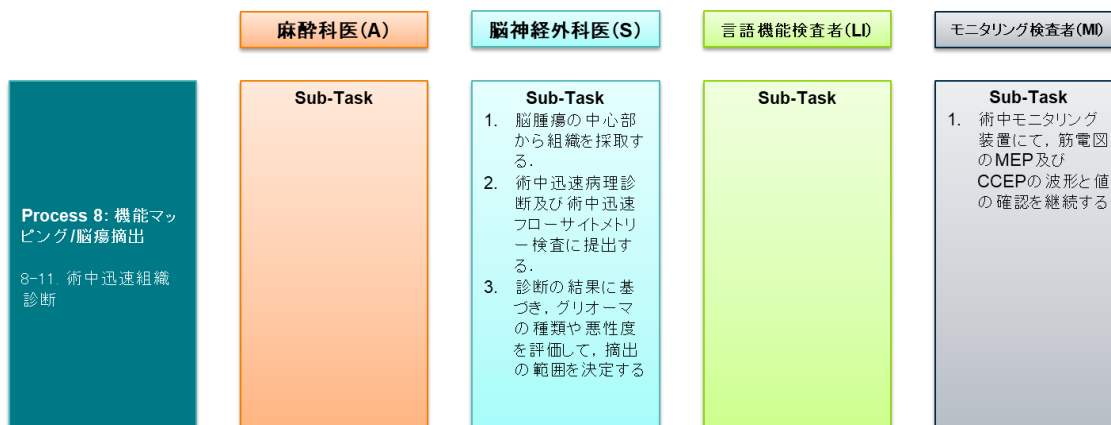 麻酔科医(A)
脳神経外科医(S)
言語機能検査者(LI)
モニタリング検査者(MI)
Process 8: 機能マッ
ピング/脳瘍摘出
8-11. 術中迅速組織
診断
Sub-Task
Sub-Task
1. 脳腫瘍の中心部
から組織を採取す
る.
2. 術中迅速病理診
断及び術中迅速
フローサイトメトリ
ー検査に提出す
る.
3. 診断の結果に基
づき, グリオーマ
の種類や悪性度
を評価して, 摘出
の範囲を決定する
Sub-Task
Sub-Task
1. 術中モニタリング
装置にて, 筋電図
のMEP及び
CCEPの波形と値
の確認を継続する